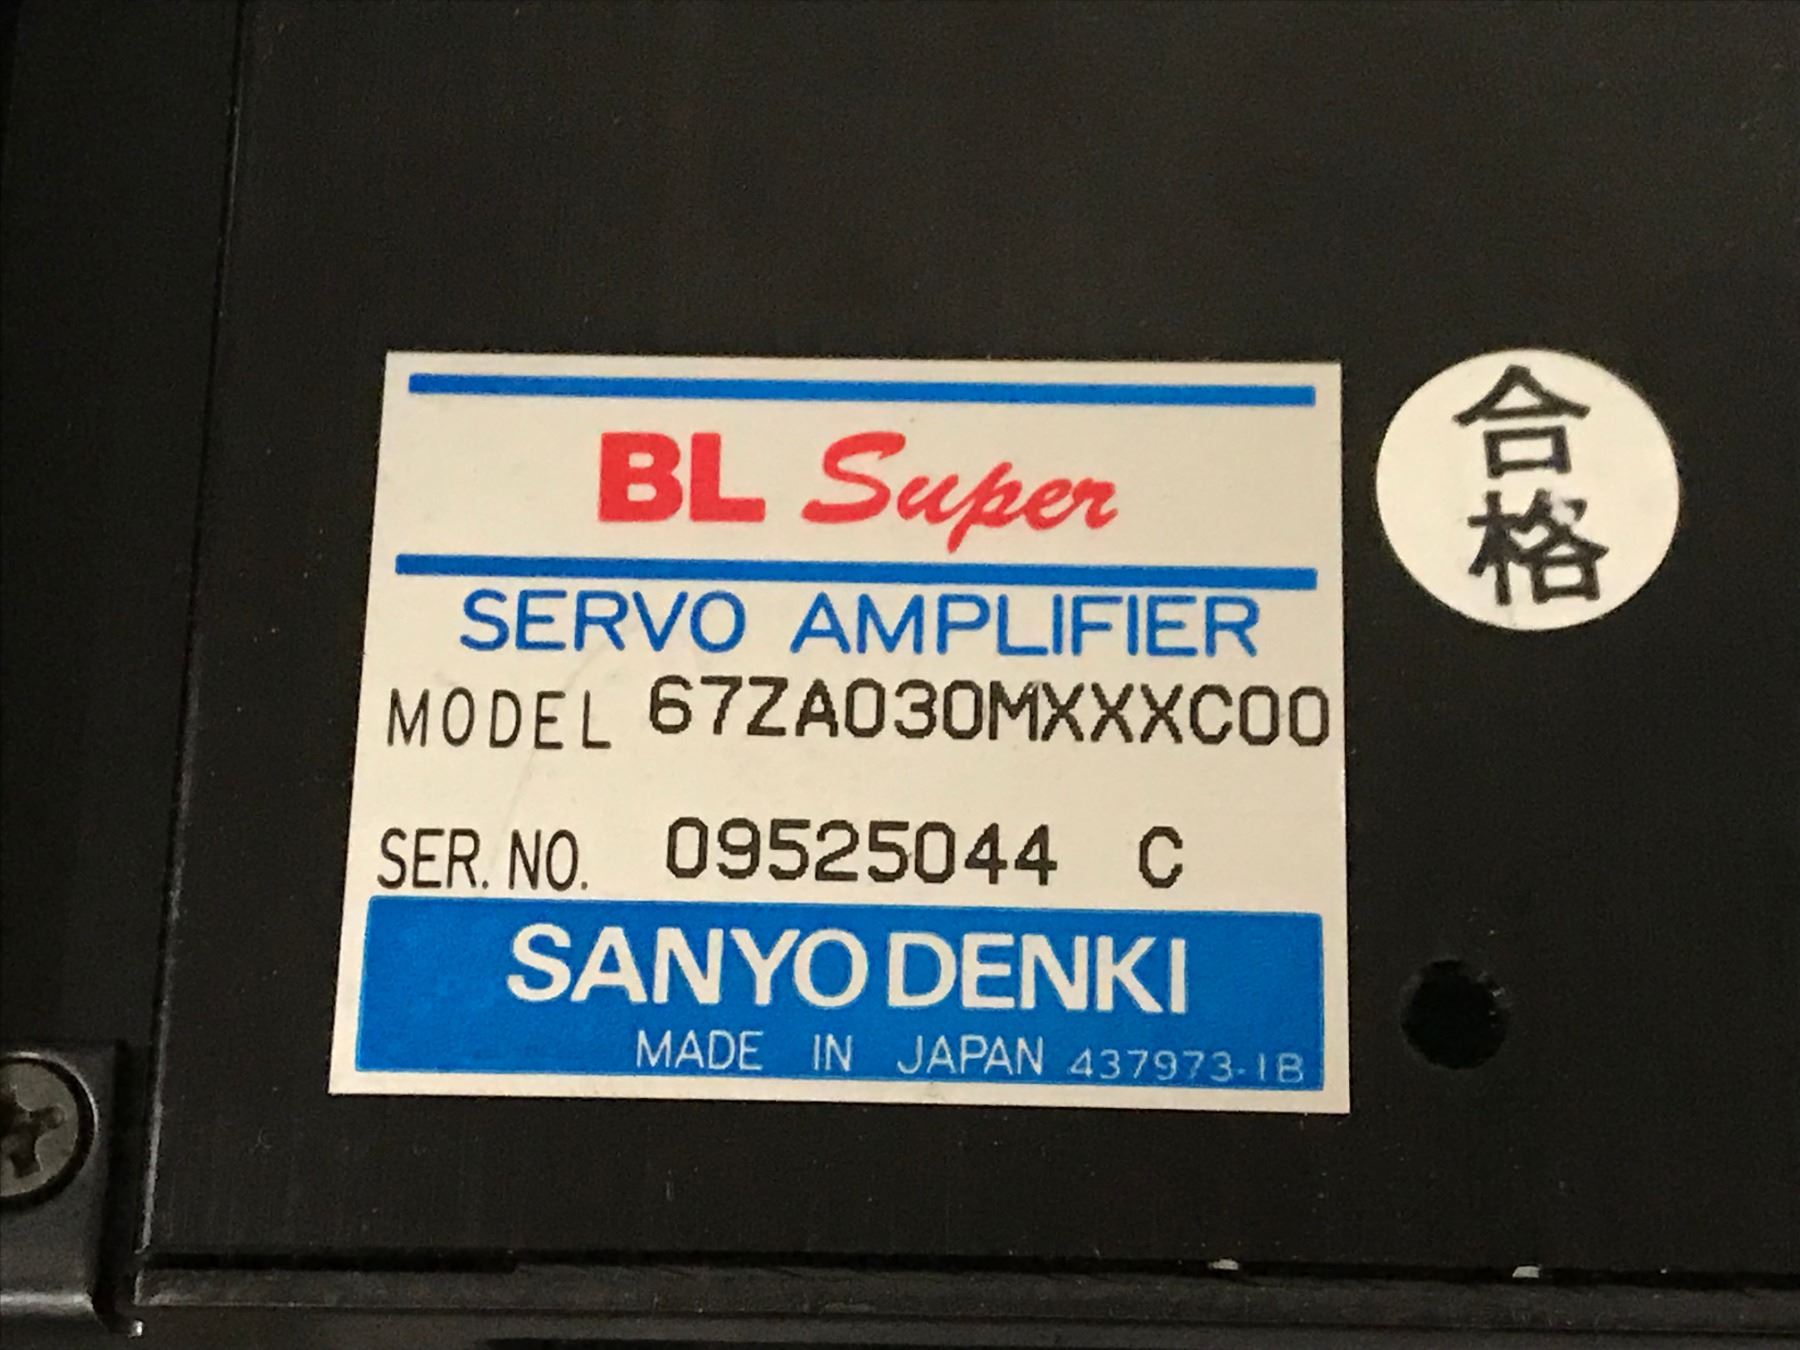 BL Super
SERVO AMPLIFIER
MODEL 67ZA030MXXXC00
SER. NO. 09525044 C
SANYO DENKI
MADE IN JAPAN 437973-1B
合格